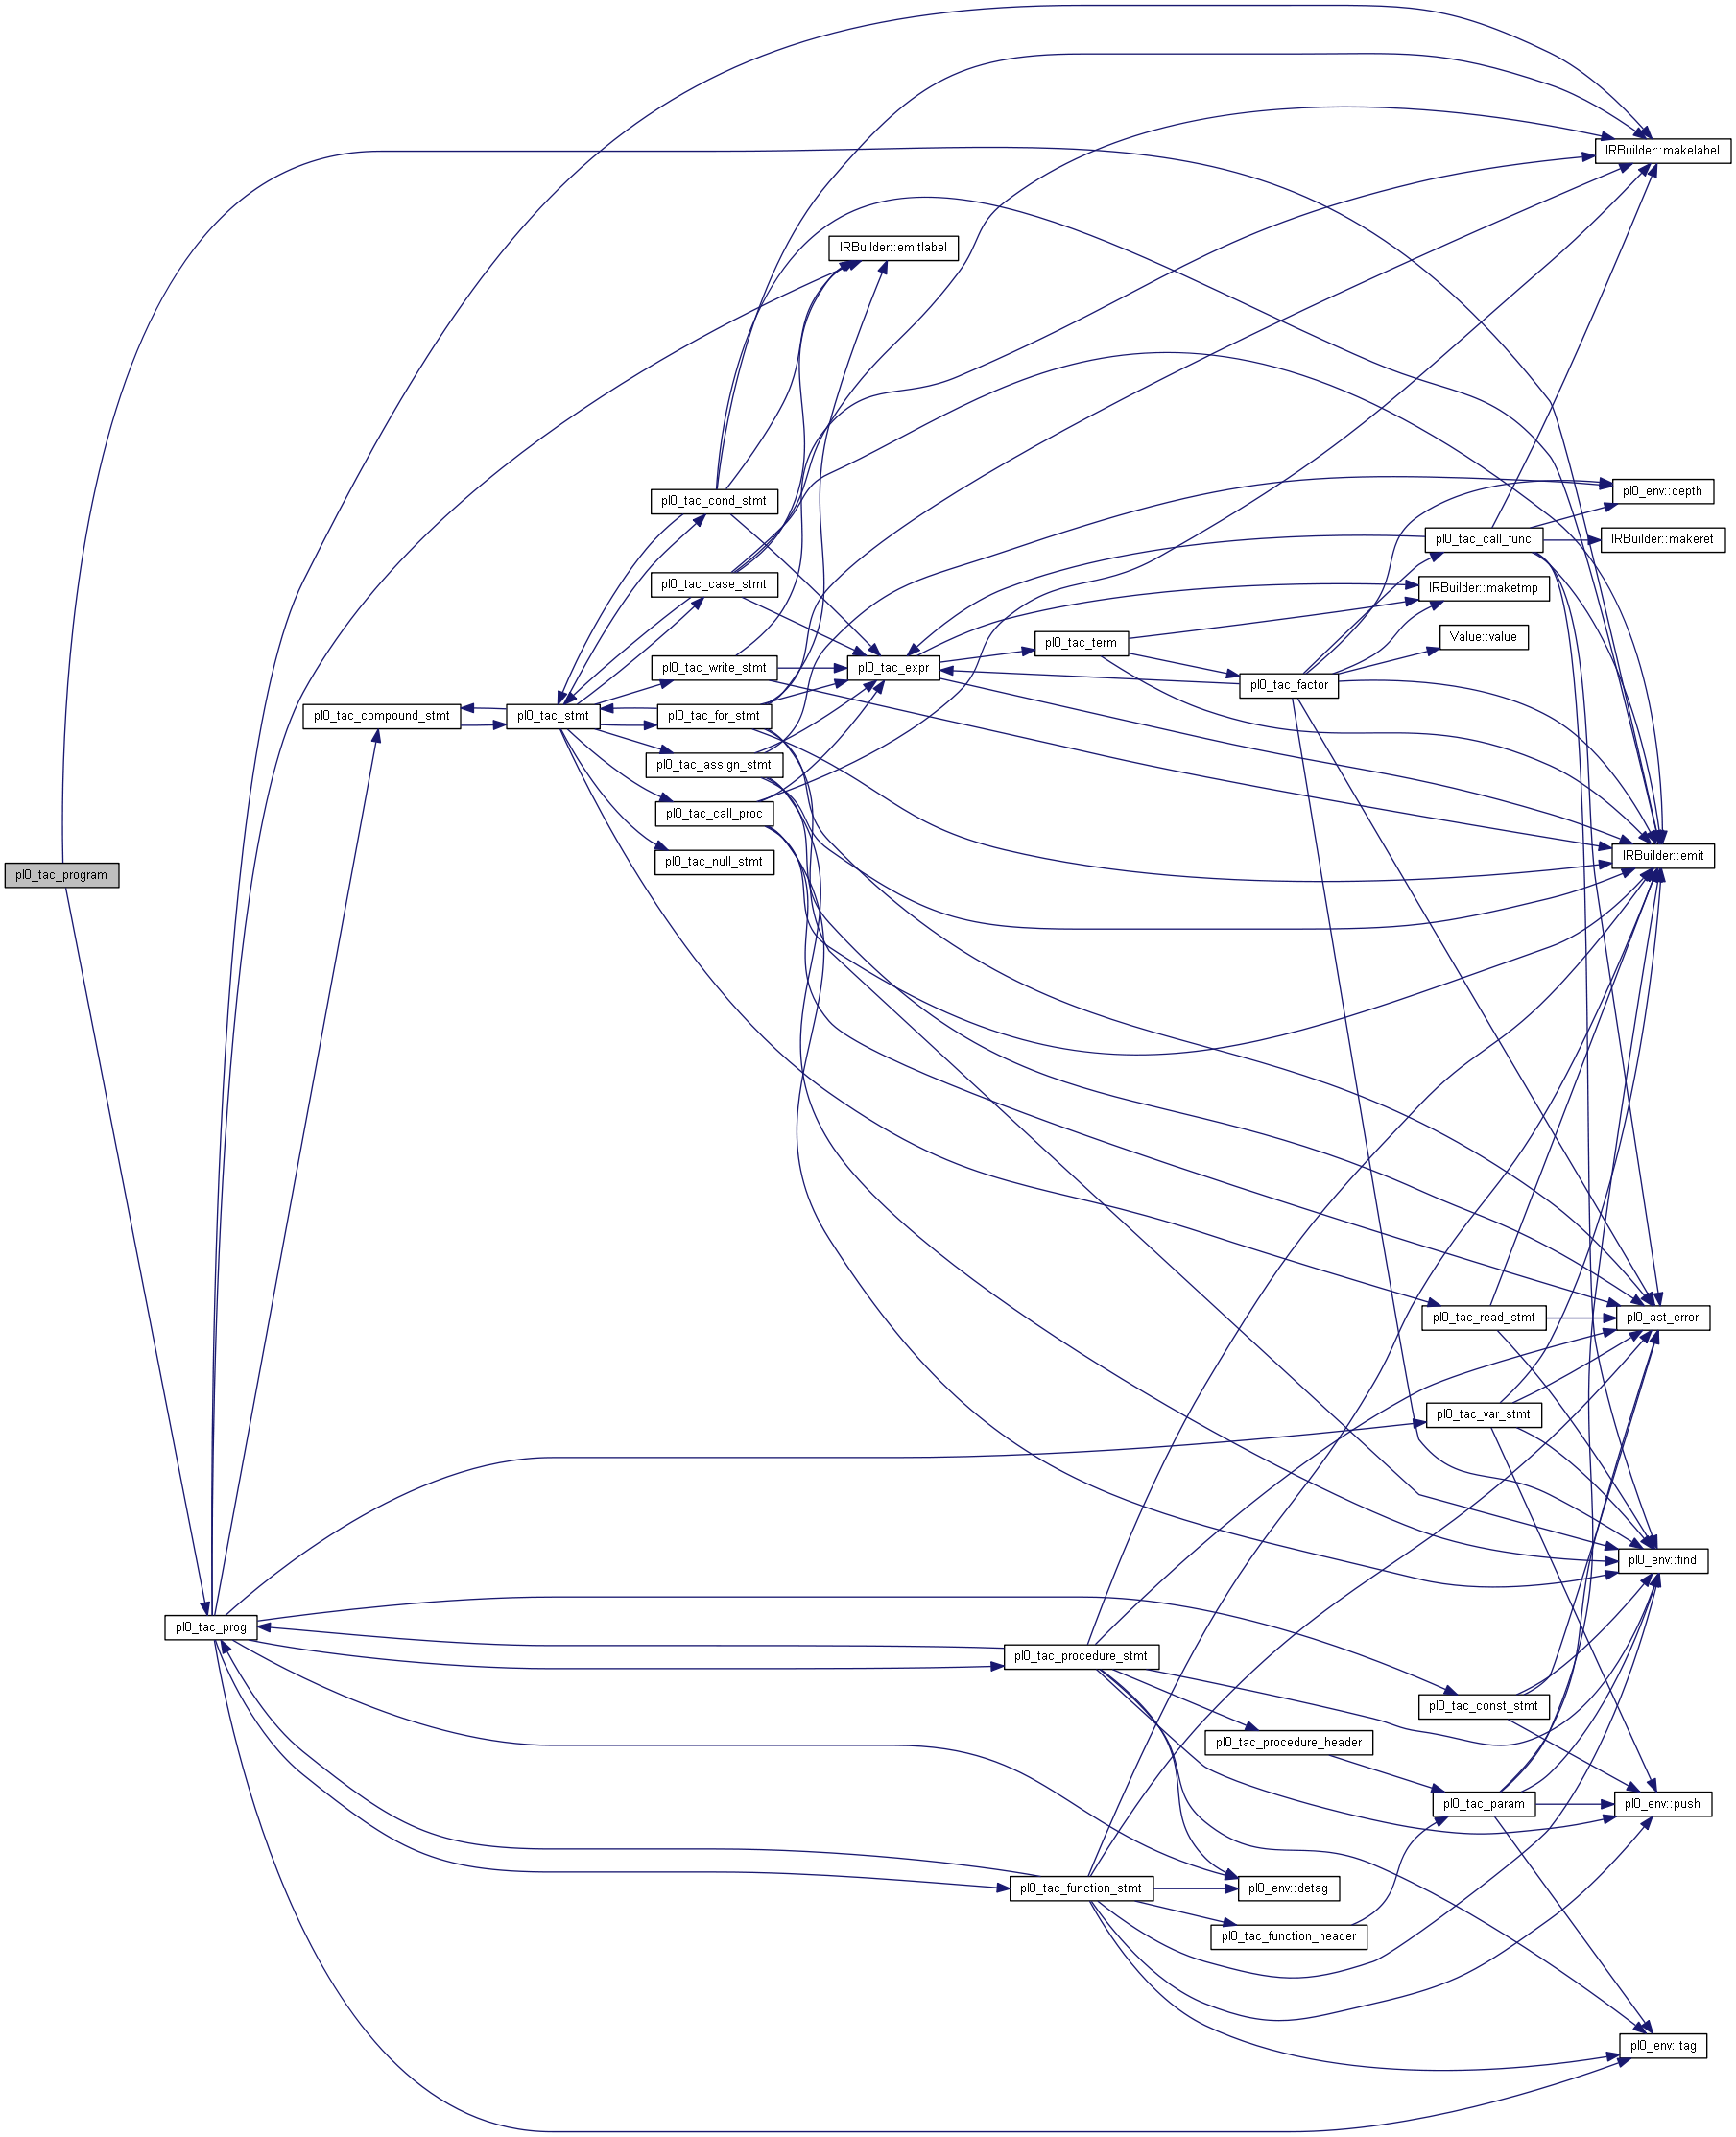 IRBuilder::makelabel
IRBuilder::emitlabel
pl0_env::depth
pl0_tac_cond_stmt
pl0_tac_call_func
IRBuilder::makeret
pl0_tac_case_stmt
IRBuilder::maketmp
Value::value
pl0_tac_term
pl0_tac_write_stmt
pl0_tac_expr
pl0_tac_factor
pl0_tac_compound_stmt
pl0_tac_stmt
pl0_tac_for_stmt
pl0_tac_assign_stmt
pl0_tac_call_proc
pl0_tac_null_stmt
IRBuilder::emit
pl0_tac_program
pl0_tac_read_stmt
pl0_ast_error
pl0_tac_var_stmt
pl0_env::find
pl0_tac_prog
pl0_tac_procedure_stmt
pl0_tac_const_stmt
pl0_tac_procedure_header
pl0_tac_param
pl0_env::push
pl0_tac_function_stmt
pl0_env::detag
pl0_tac_function_header
pl0_env::tag